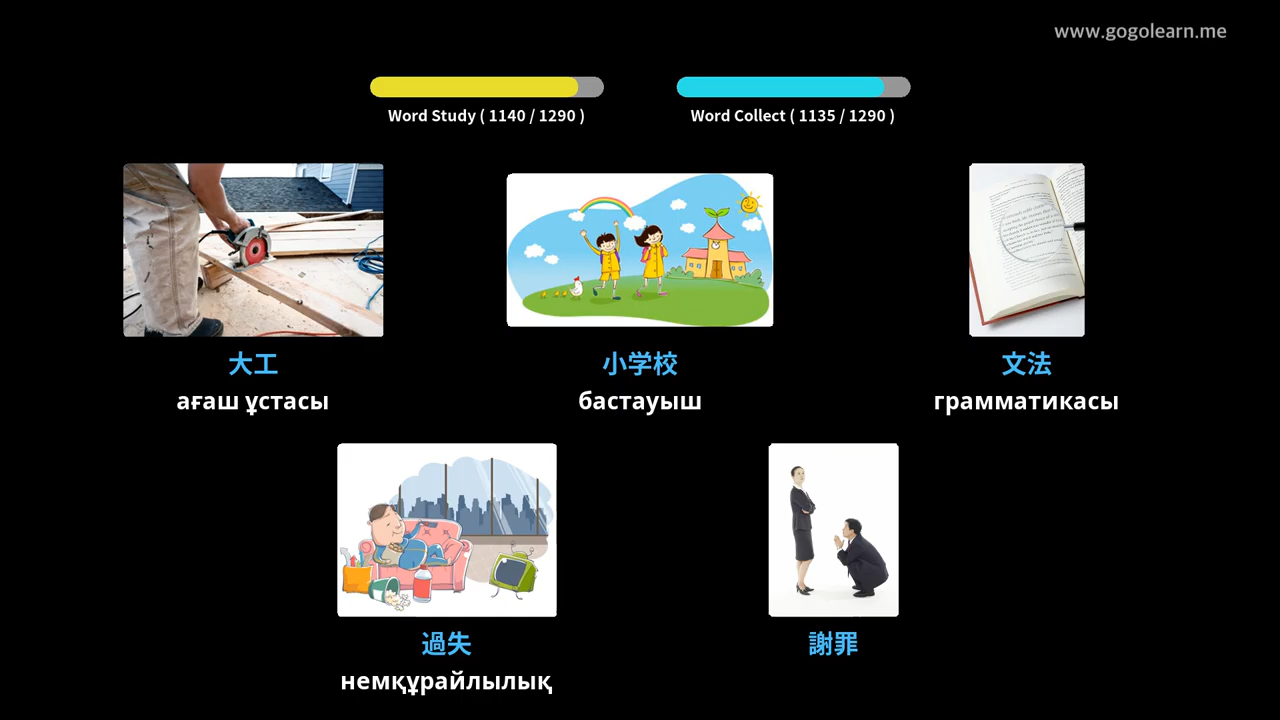 www.gogolearn.me
Word Study ( 1140 / 1290 )
Word Collect ( 1135 / 1290 )
大工
ағаш ұстасы
小学校
бастауыш
文法
грамматикасы
過失
немқұрайлылық
謝罪